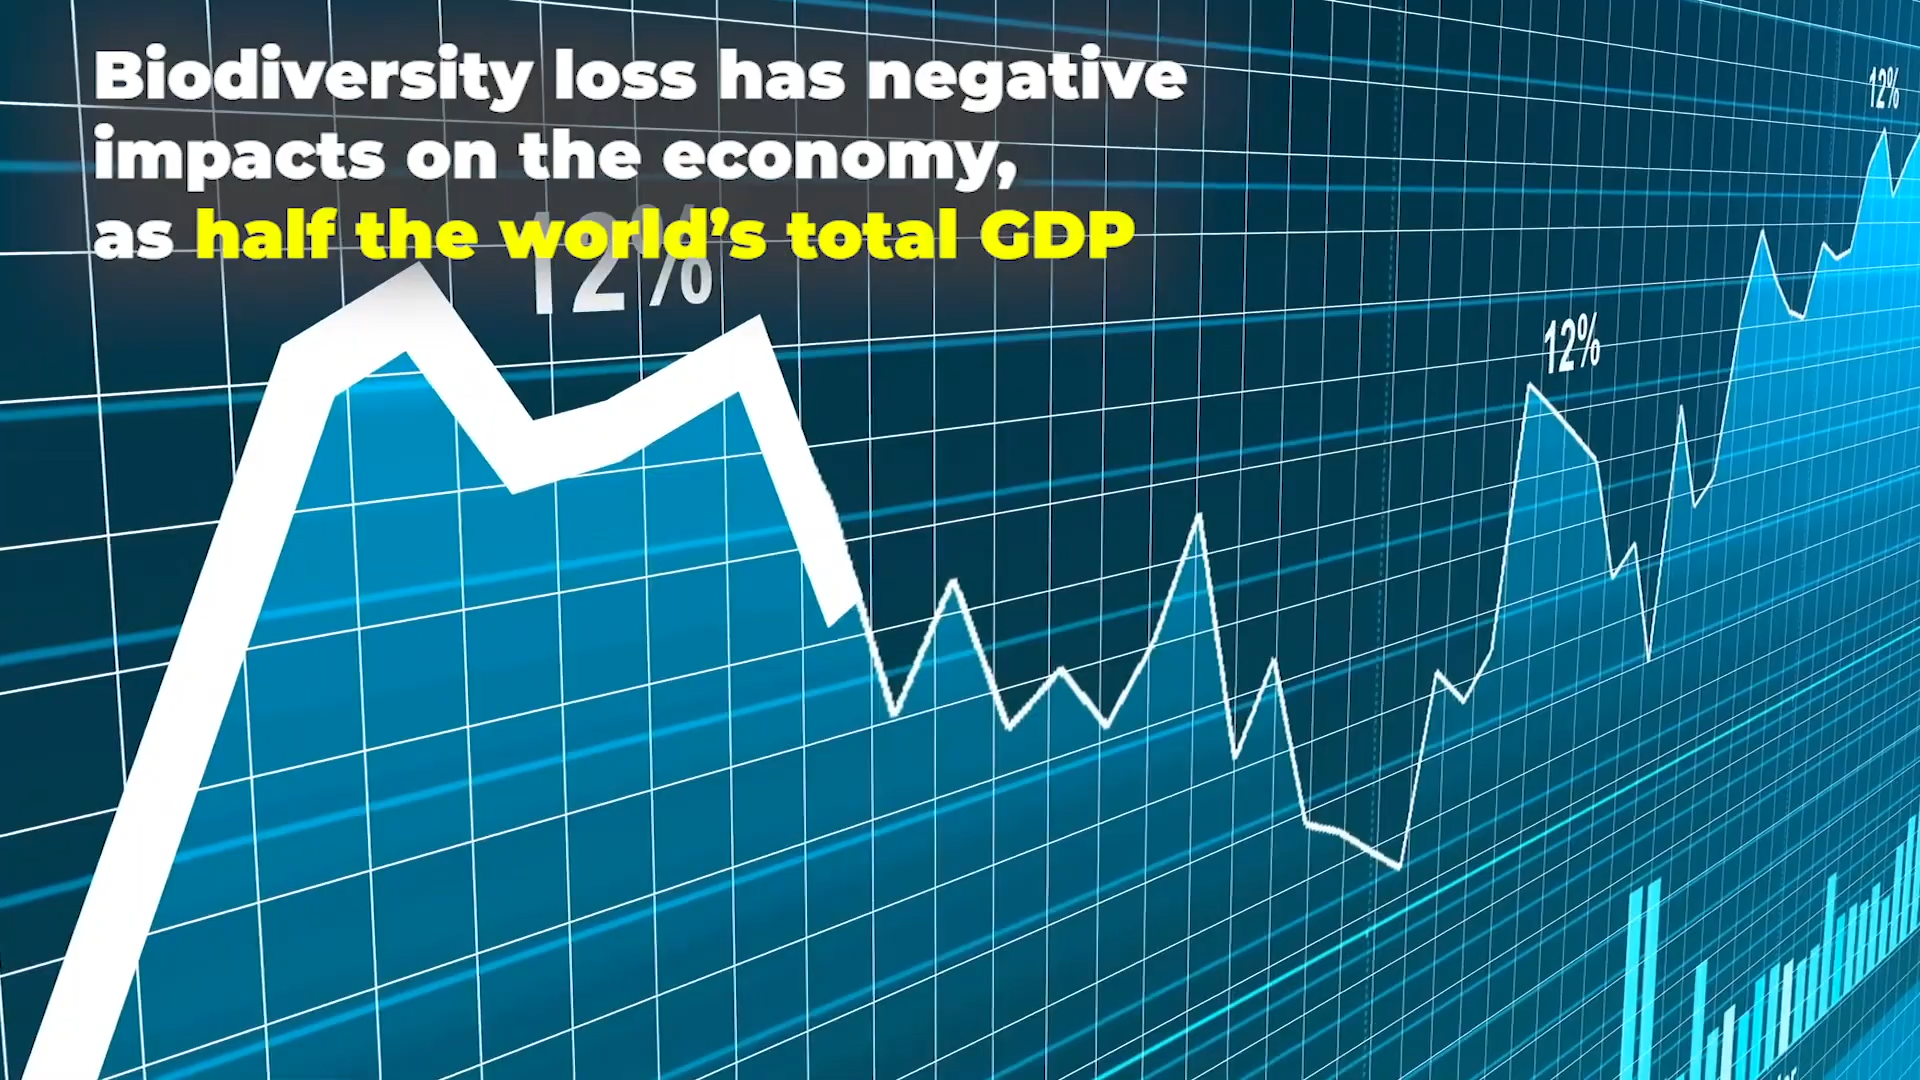 Biodiversity loss has negative
impacts on the economy,
as half the world’s total GDP
12%
12%
12%